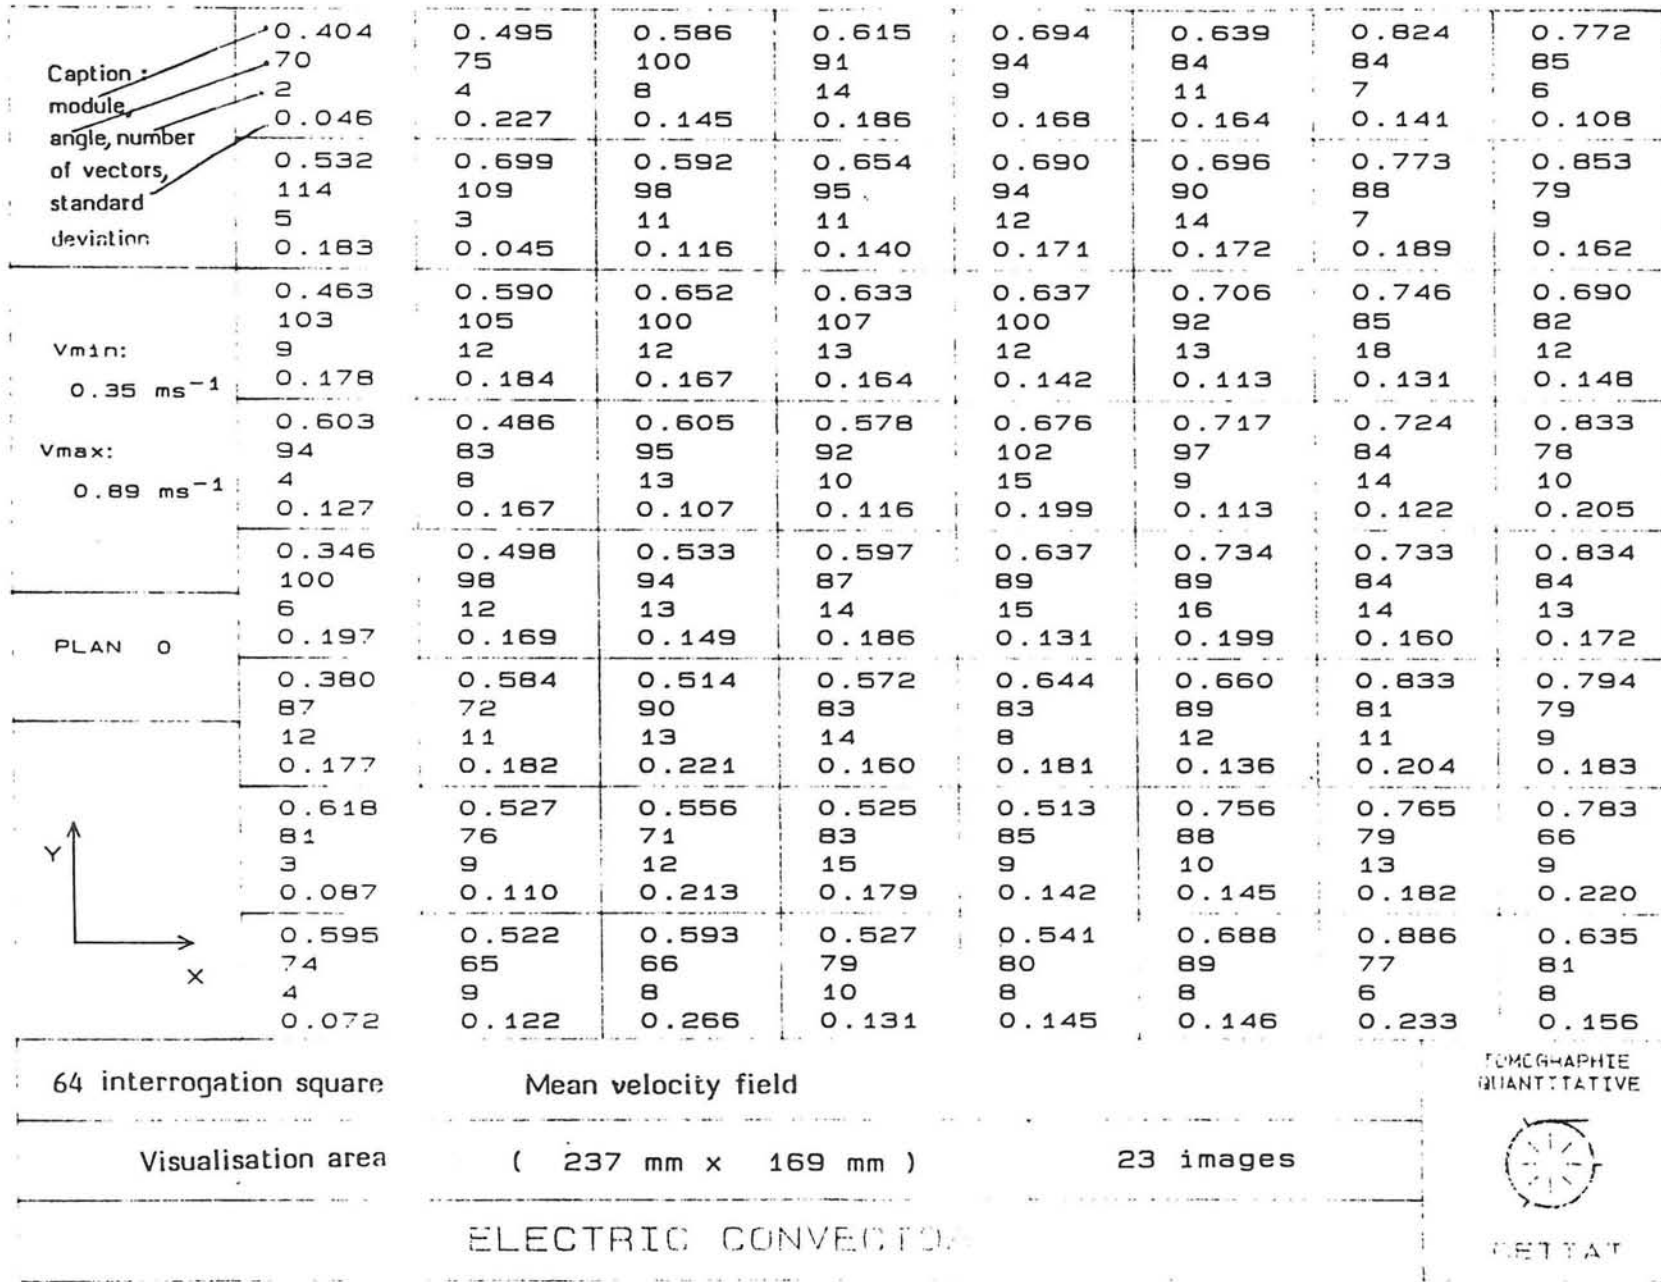 Caption :
module,
angle, number
of vectors,
standard
deviation
0.404 0.495 0.586 0.615 0.694 0.639 0.824 0.772
70 75 100 91 94 84 84 85
2 4 8 14 9 11 7 6
0.046 0.227 0.145 0.186 0.168 0.164 0.141 0.108
0.532 0.699 0.592 0.654 0.690 0.696 0.773 0.853
114 109 98 95 94 90 88 79
5 3 11 11 12 14 7 9
0.183 0.045 0.116 0.140 0.171 0.172 0.189 0.162
Vmin:
0.35 ms⁻¹
Vmax:
0.89 ms⁻¹
0.463 0.590 0.652 0.633 0.637 0.706 0.746 0.690
103 105 100 107 100 92 85 82
9 12 12 13 12 13 18 12
0.178 0.184 0.167 0.164 0.142 0.113 0.131 0.148
0.603 0.486 0.605 0.578 0.676 0.717 0.724 0.833
94 83 95 92 102 97 84 78
4 8 13 10 15 9 14 10
0.127 0.167 0.107 0.116 0.199 0.113 0.122 0.205
0.346 0.498 0.533 0.597 0.637 0.734 0.733 0.834
100 98 94 87 89 89 84 84
6 12 13 14 15 16 14 13
0.197 0.169 0.149 0.186 0.131 0.199 0.160 0.172
PLAN 0
0.380 0.584 0.514 0.572 0.644 0.660 0.833 0.794
87 72 90 83 83 89 81 79
12 11 13 14 8 12 11 9
0.177 0.182 0.221 0.160 0.181 0.136 0.204 0.183
0.618 0.527 0.556 0.525 0.513 0.756 0.765 0.783
81 76 71 83 85 88 79 66
3 9 12 15 9 10 13 9
0.087 0.110 0.213 0.179 0.142 0.145 0.182 0.220
0.595 0.522 0.593 0.527 0.541 0.688 0.886 0.635
74 65 66 79 80 89 77 81
4 9 8 10 8 8 6 8
0.072 0.122 0.266 0.131 0.145 0.146 0.233 0.156
Y
X
64 interrogation square Mean velocity field
Visualisation area ( 237 mm x 169 mm ) 23 images
ELECTRIC
TOMOGRAPHIE
QUANTITATIVE